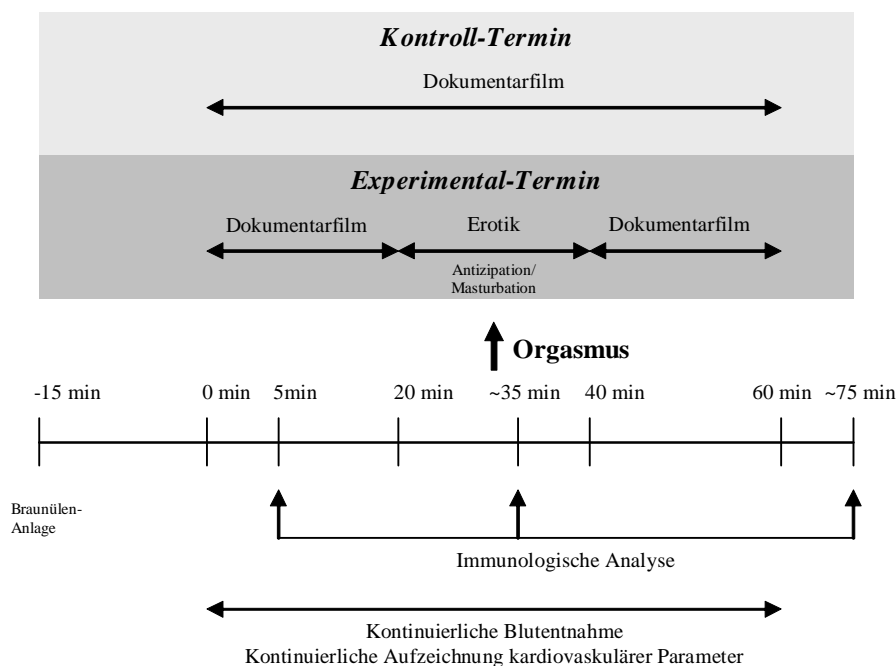 Kontroll-Termin
Dokumentarfilm
Experimental-Termin
Dokumentarfilm Erotik Dokumentarfilm
Antizipation/
Masturbation
Orgasmus
-15 min 0 min 5min 20 min ~35 min 40 min 60 min ~75 min
Braunülen-
Anlage
Immunologische Analyse
Kontinuierliche Blutentnahme
Kontinuierliche Aufzeichnung kardiovaskulärer Parameter